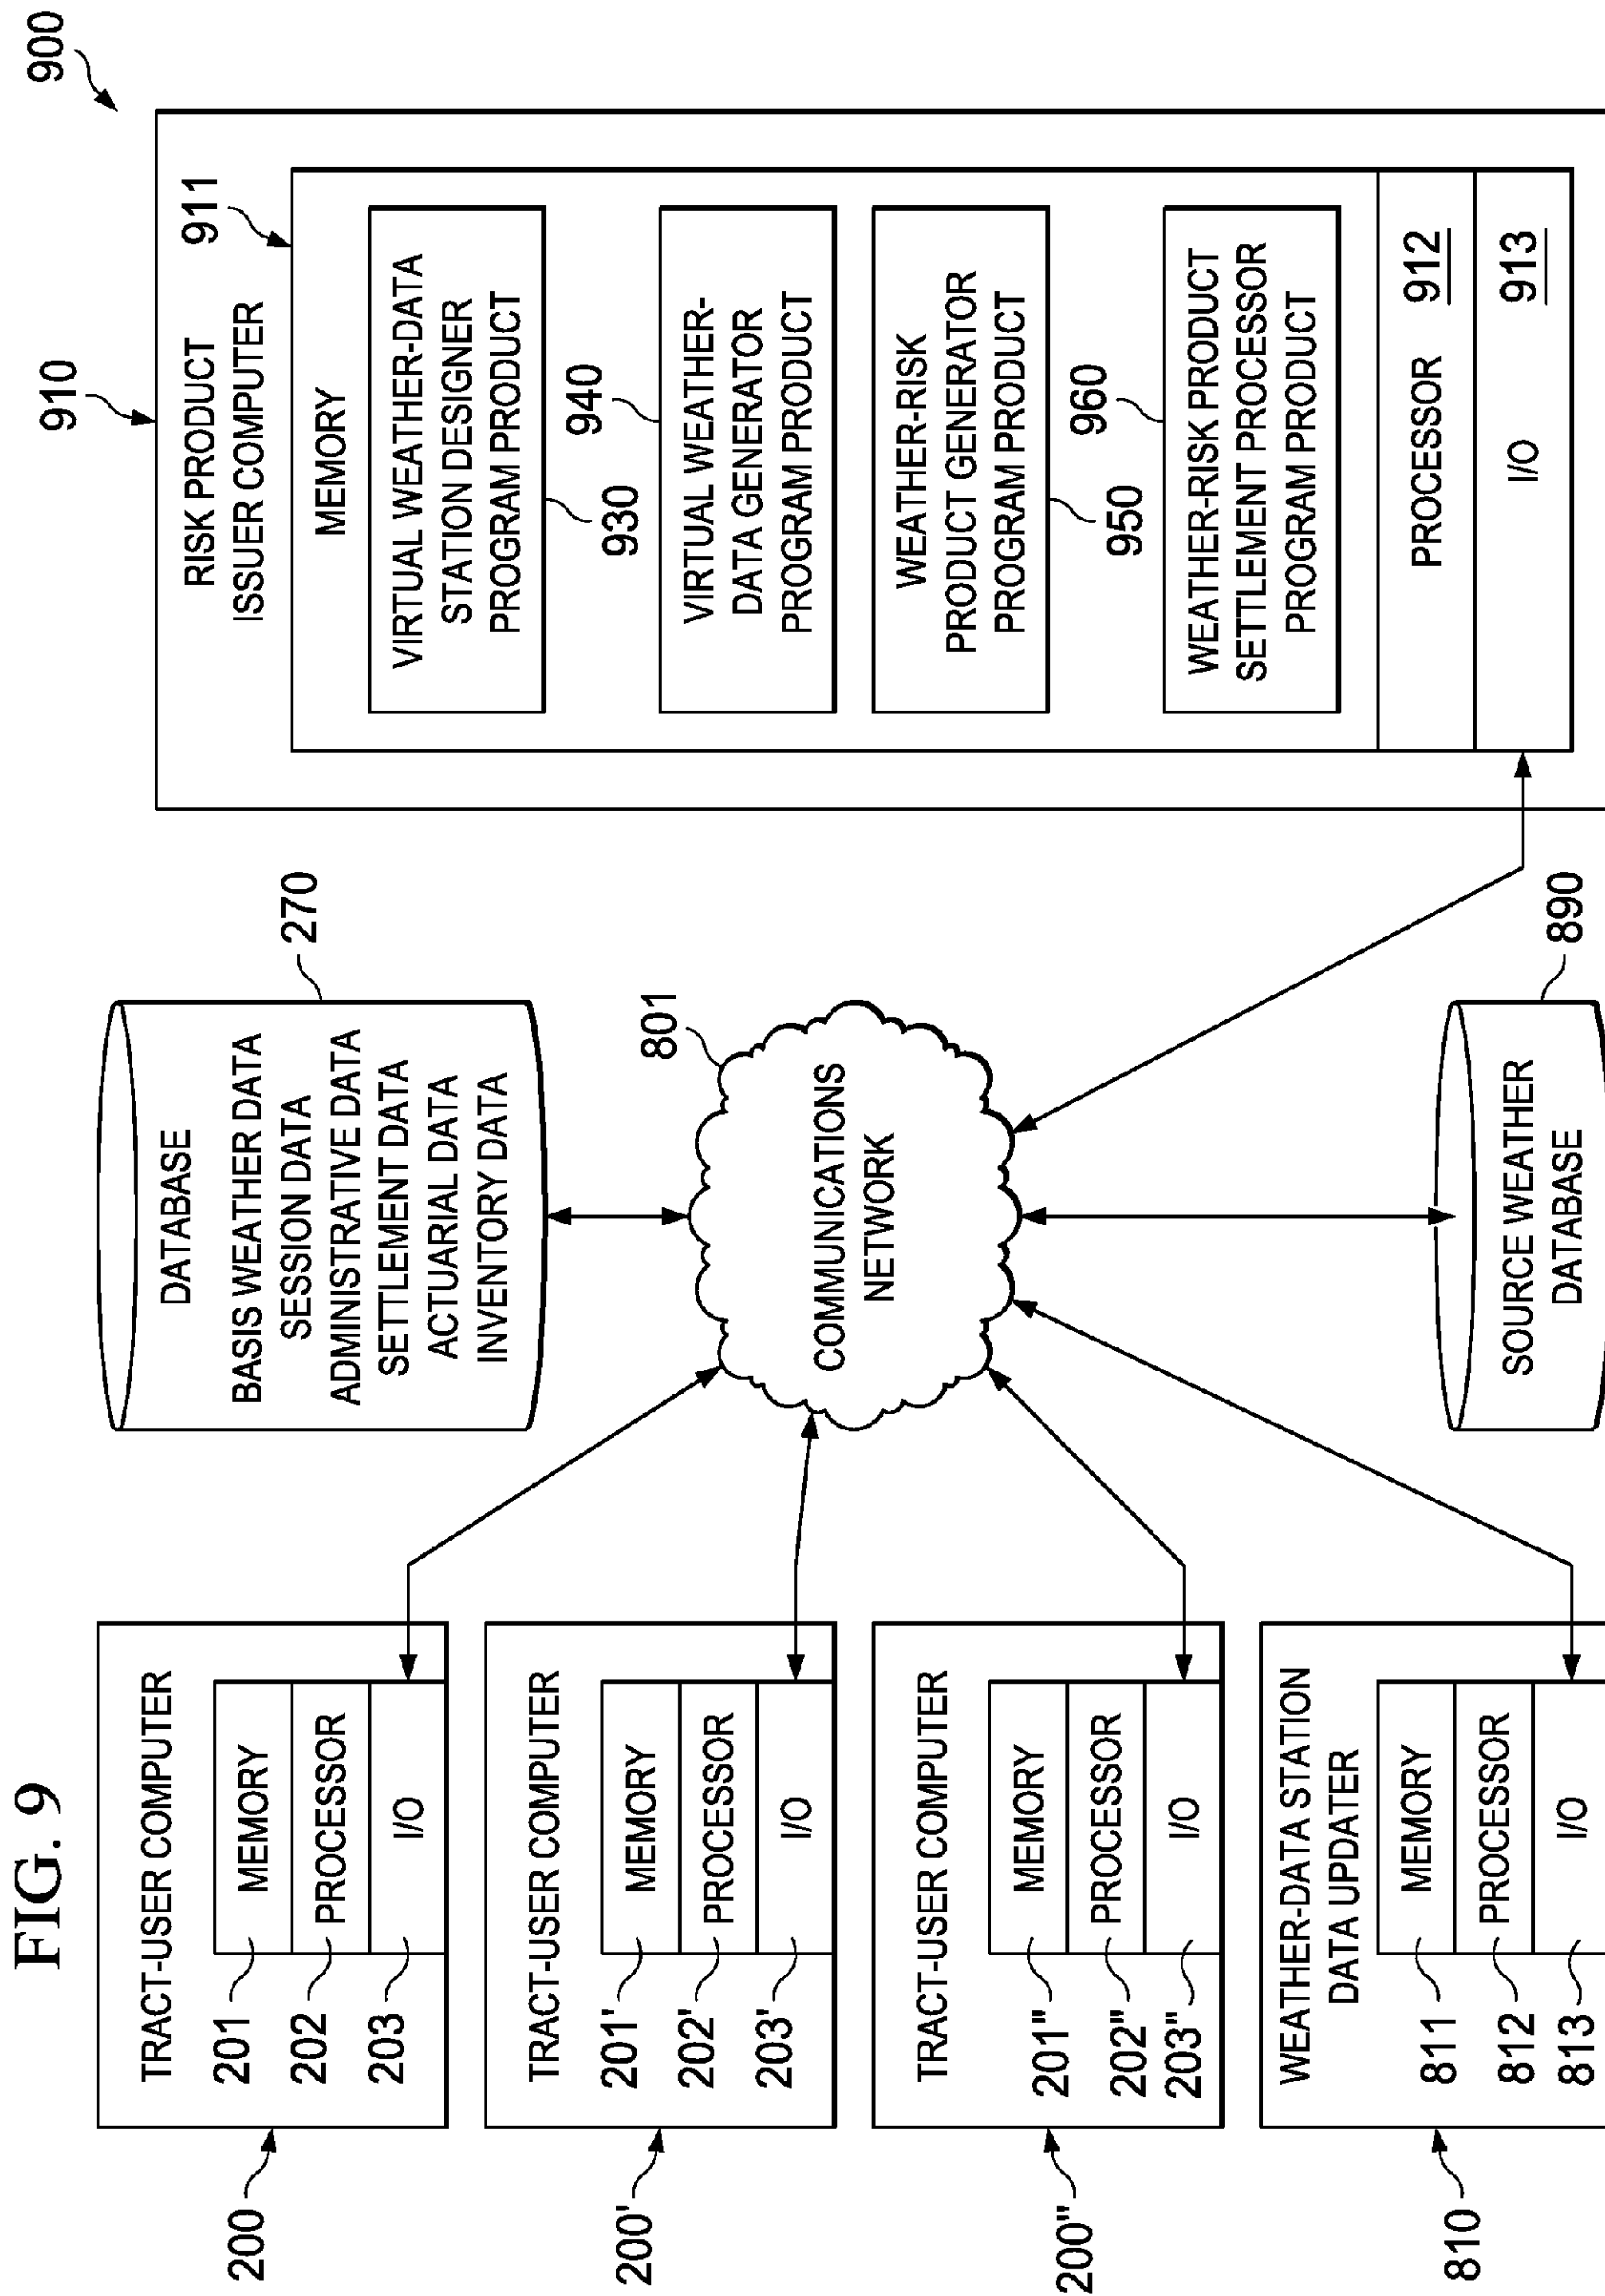 FIG. 9
900
TRACT-USER COMPUTER
MEMORY
PROCESSOR
I/O
201
202
203
200
TRACT-USER COMPUTER
MEMORY
PROCESSOR
I/O
201'
202'
203'
200'
TRACT-USER COMPUTER
MEMORY
PROCESSOR
I/O
201"
202"
203"
200"
WEATHER-DATA STATION
DATA UPDATER
MEMORY
PROCESSOR
I/O
811
812
813
810
DATABASE
BASIS WEATHER DATA
SESSION DATA
ADMINISTRATIVE DATA
SETTLEMENT DATA
ACTUARIAL DATA
INVENTORY DATA
270
801
COMMUNICATIONS
NETWORK
SOURCE WEATHER
DATABASE
890
910
RISK PRODUCT
ISSUER COMPUTER
911
MEMORY
VIRTUAL WEATHER-DATA
STATION DESIGNER
PROGRAM PRODUCT
930
940
VIRTUAL WEATHER-
DATA GENERATOR
PROGRAM PRODUCT
WEATHER-RISK
PRODUCT GENERATOR
PROGRAM PRODUCT
950
960
WEATHER-RISK PRODUCT
SETTLEMENT PROCESSOR
PROGRAM PRODUCT
PROCESSOR 912
I/O 913